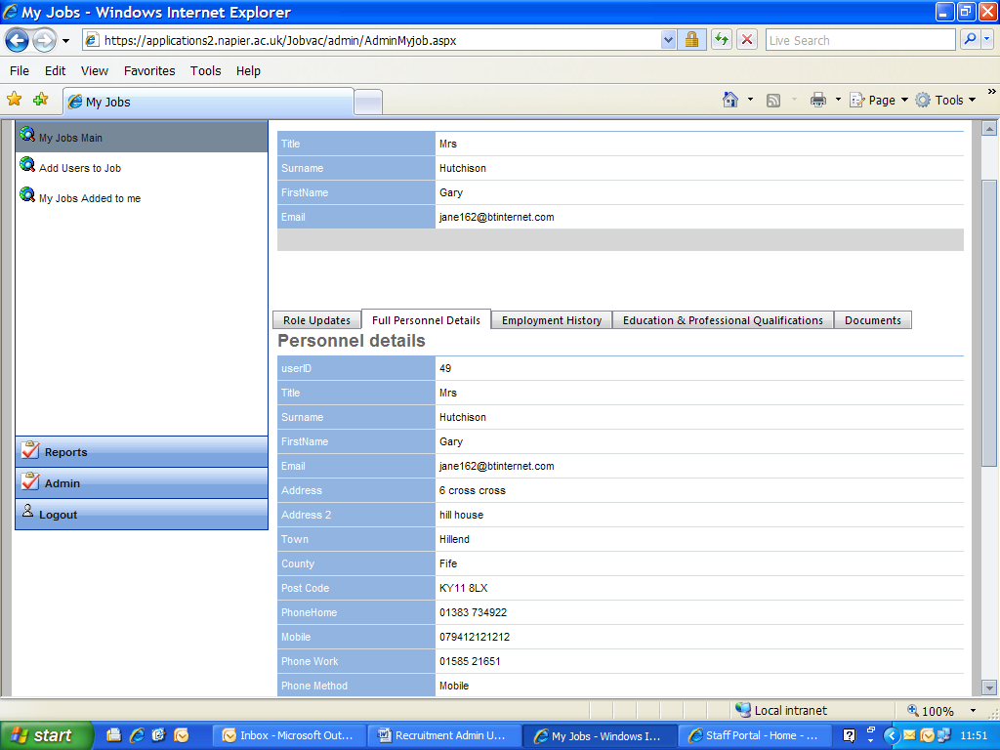 My Jobs - Windows Internet Explorer
https://applications2.napier.ac.uk/Jobvac/admin/AdminMyjob.aspx
Live Search
File Edit View Favorites Tools Help
My Jobs
Page Tools »
My Jobs Main
Add Users to Job
My Jobs Added to me
Reports
Admin
Logout
Title Mrs
Surname Hutchison
FirstName Gary
Email jane162@btinternet.com
Role Updates Full Personnel Details Employment History Education & Professional Qualifications Documents
Personnel details
userID 49
Title Mrs
Surname Hutchison
FirstName Gary
Email jane162@btinternet.com
Address 6 cross cross
Address 2 hill house
Town Hillend
County Fife
Post Code KY11 8LX
PhoneHome 01383 734922
Mobile 079412121212
Phone Work 01585 21651
Phone Method Mobile
Local intranet 100%
start Inbox - Microsoft Out... Recruitment Admin U... My Jobs - Windows I... Staff Portal - Home - ... 11:51